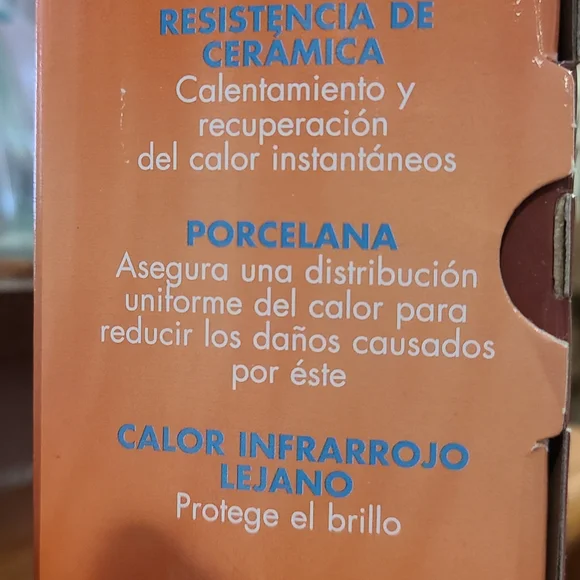 RESISTENCIA DE
CERÁMICA
Calentamiento y
recuperación
del calor instantáneos
PORCELANA
Asegura una distribución
uniforme del calor para
reducir los daños causados
por éste
CALOR INFRARROJO
LEJANO
Protege el brillo